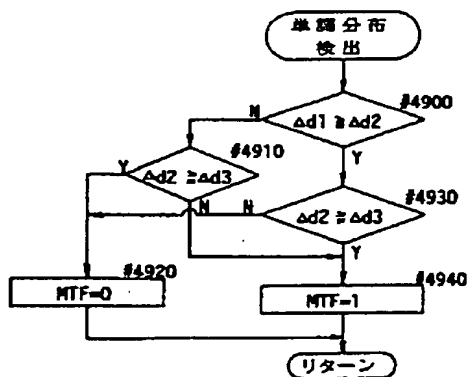 単調分布
検出
#4900
N
Δd1≧Δd2
Y
#4910
Y
Δd2≧Δd3
N
#4930
N
Δd2≧Δd3
Y
#4920
MTF=0
#4940
MTF=1
リターン